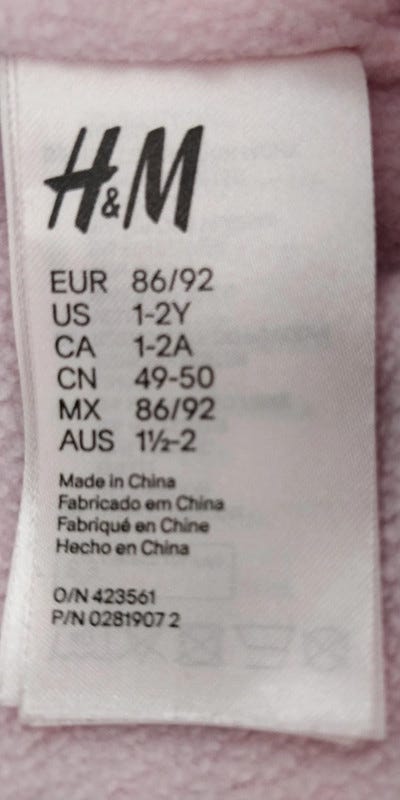 H&M
EUR 86/92
US 1-2Y
CA 1-2A
CN 49-50
MX 86/92
AUS 1½-2
Made in China
Fabricado em China
Fabriqué en Chine
Hecho en China
O/N 423561
P/N 0281907 2